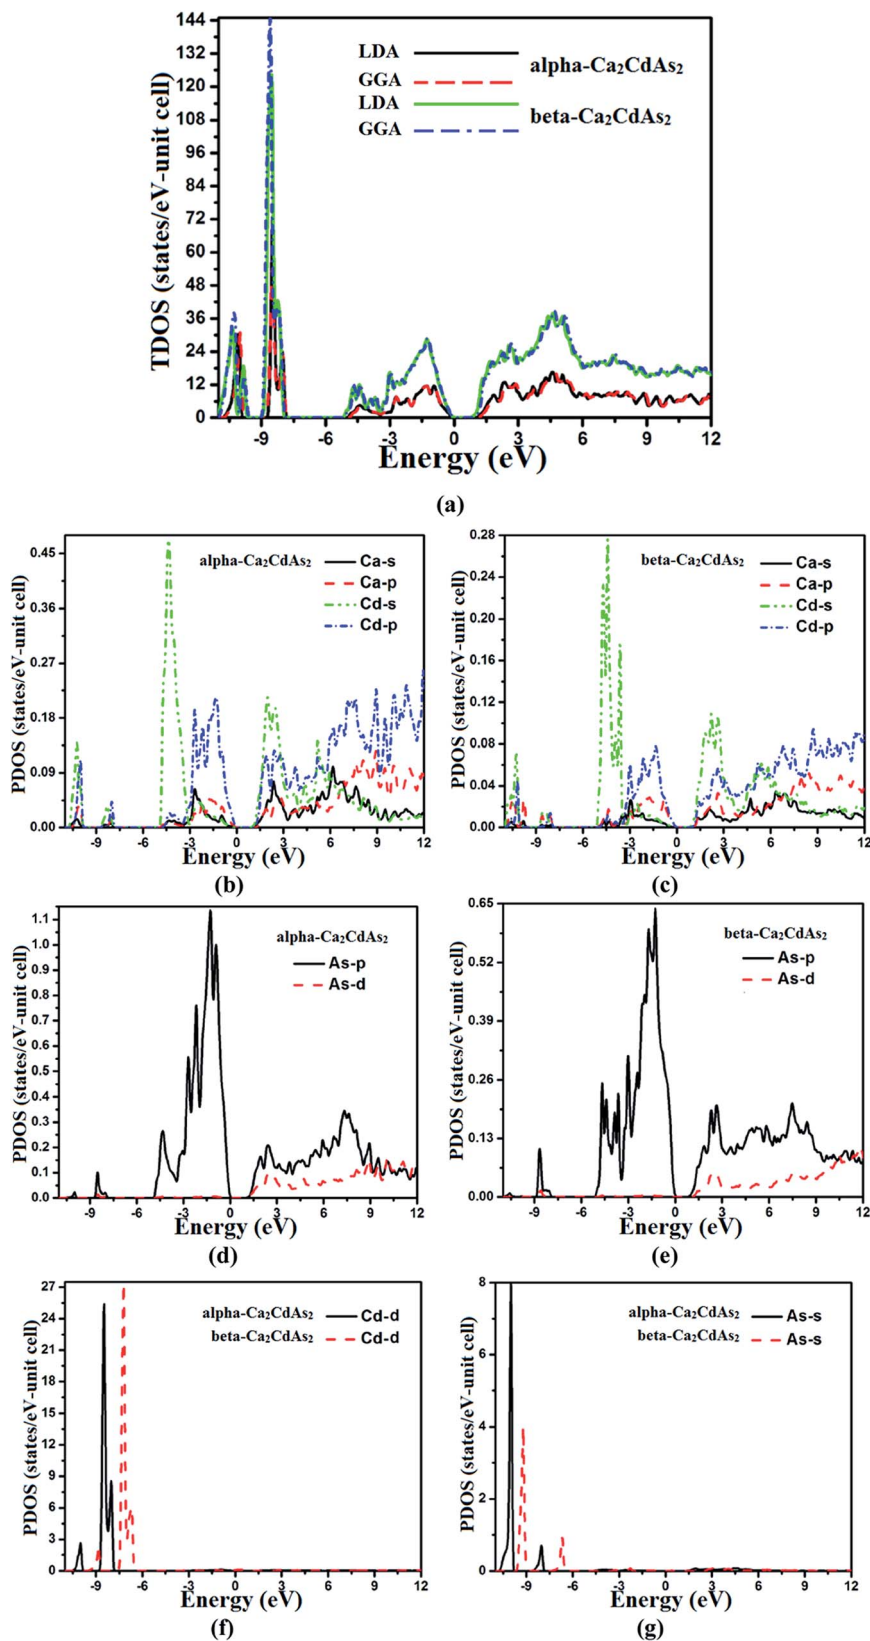 144
132
120
108
96
84
72
60
48
36
24
12
0
TDOS (states/eV-unit cell)
LDA
GGA
alpha-Ca₂CdAs₂
LDA
GGA
beta-Ca₂CdAs₂
-9 -6 -3 0 3 6 9 12
Energy (eV)
(a)
0.45
0.36
0.27
0.18
0.09
0.00
PDOS (states/eV-unit cell)
alpha-Ca₂CdAs₂
Ca-s
Ca-p
Cd-s
Cd-p
-9 -6 -3 0 3 6 9 12
Energy (eV)
(b)
0.28
0.24
0.20
0.16
0.12
0.08
0.04
0.00
PDOS (states/eV-unit cell)
beta-Ca₂CdAs₂
Ca-s
Ca-p
Cd-s
Cd-p
-9 -6 -3 0 3 6 9 12
Energy (eV)
(c)
1.1
1.0
0.9
0.8
0.7
0.6
0.5
0.4
0.3
0.2
0.1
0.0
PDOS (states/eV-unit cell)
alpha-Ca₂CdAs₂
As-p
As-d
-9 -6 -3 0 3 6 9 12
Energy (eV)
(d)
0.65
0.52
0.39
0.26
0.13
0.00
PDOS (states/eV-unit cell)
beta-Ca₂CdAs₂
As-p
As-d
-9 -6 -3 0 3 6 9 12
Energy (eV)
(e)
27
24
21
18
15
12
9
6
3
0
PDOS (states/eV-unit cell)
alpha-Ca₂CdAs₂ Cd-d
beta-Ca₂CdAs₂ Cd-d
-9 -6 -3 0 3 6 9 12
Energy (eV)
(f)
8
6
4
2
0
PDOS (states/eV-unit cell)
alpha-Ca₂CdAs₂ As-s
beta-Ca₂CdAs₂ As-s
-9 -6 -3 0 3 6 9 12
Energy (eV)
(g)